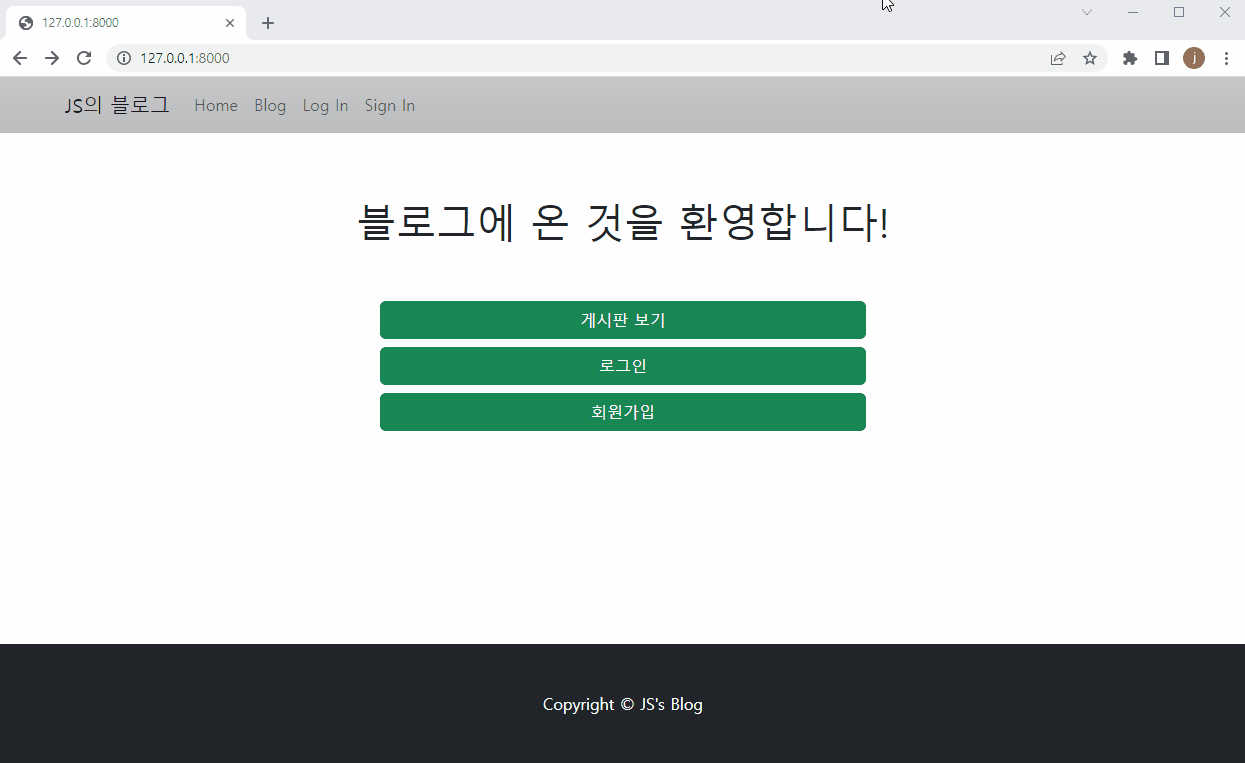 127.0.0.1:8000
127.0.0.1:8000
j
JS의 블로그 Home Blog Log In Sign In
블로그에 온 것을 환영합니다!
게시판 보기
로그인
회원가입
Copyright © JS's Blog